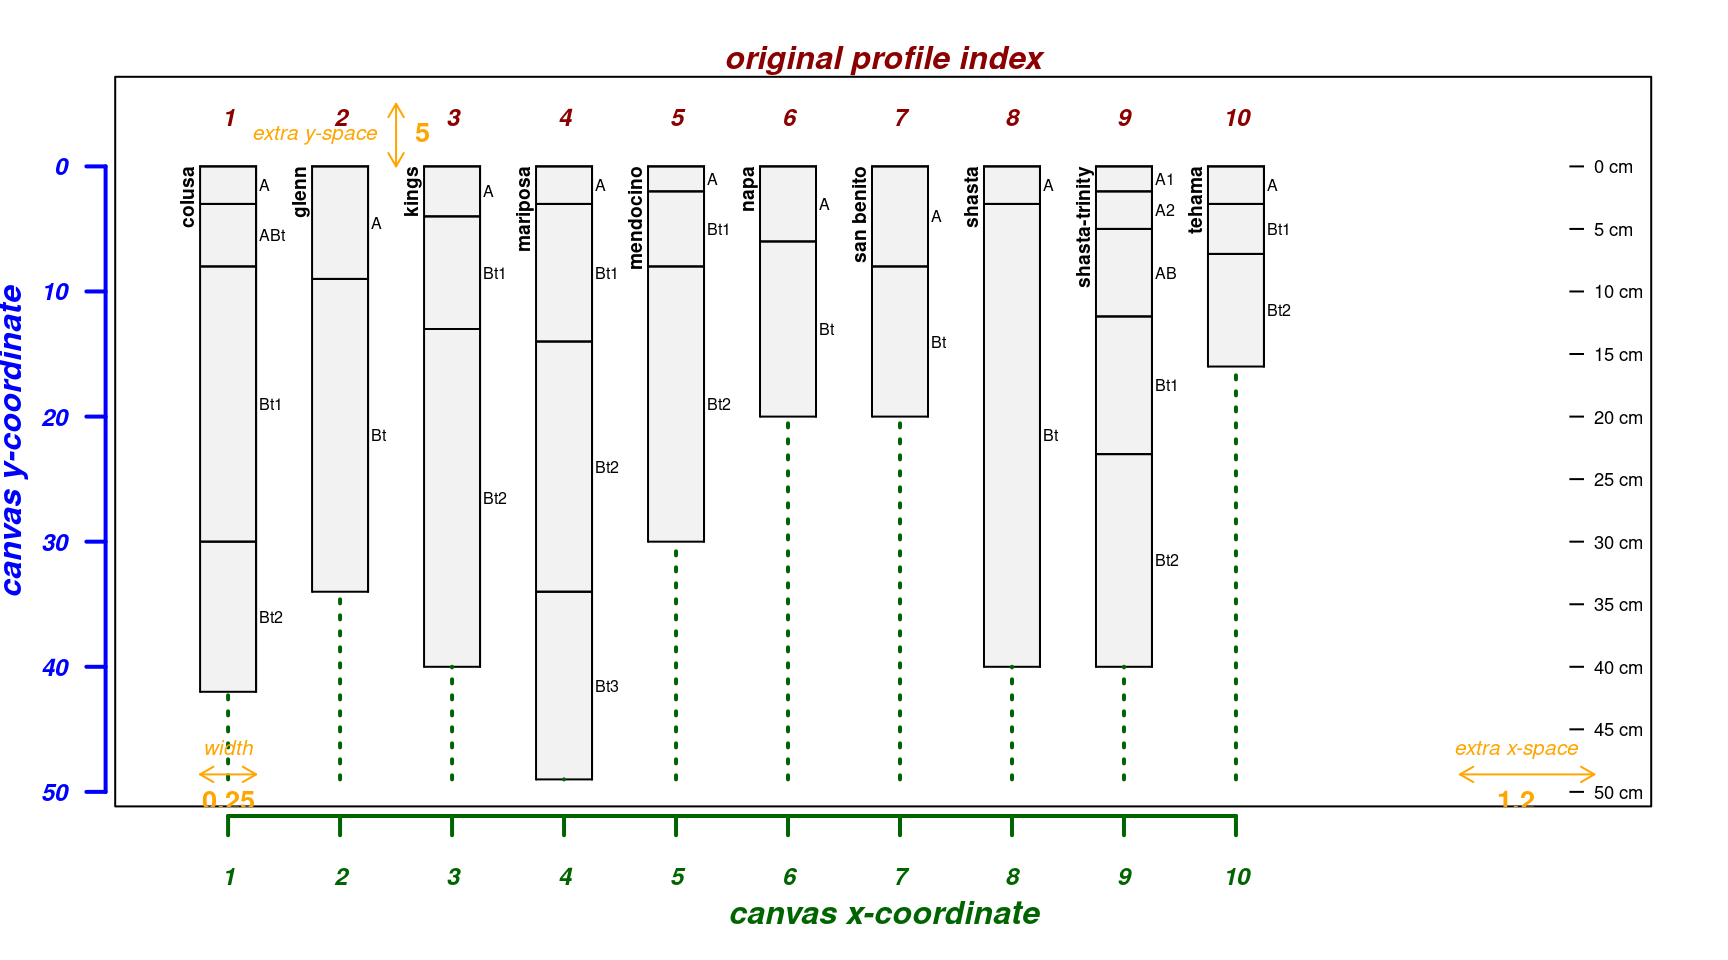 original profile index
1 2 3 4 5 6 7 8 9 10
extra y-space 5
canvas y-coordinate
0
10
20
30
40
50
colusa
A
ABt
Bt1
Bt2
glenn
A
Bt
kings
A
Bt1
Bt2
mariposa
A
Bt1
Bt2
Bt3
mendocino
A
Bt1
Bt2
napa
A
Bt
san benito
A
Bt
shasta
A
Bt
shasta-trinity
A1
A2
AB
Bt1
Bt2
tehama
A
Bt1
Bt2
0 cm
5 cm
10 cm
15 cm
20 cm
25 cm
30 cm
35 cm
40 cm
45 cm
50 cm
width
0.25
extra x-space
1.2
1 2 3 4 5 6 7 8 9 10
canvas x-coordinate